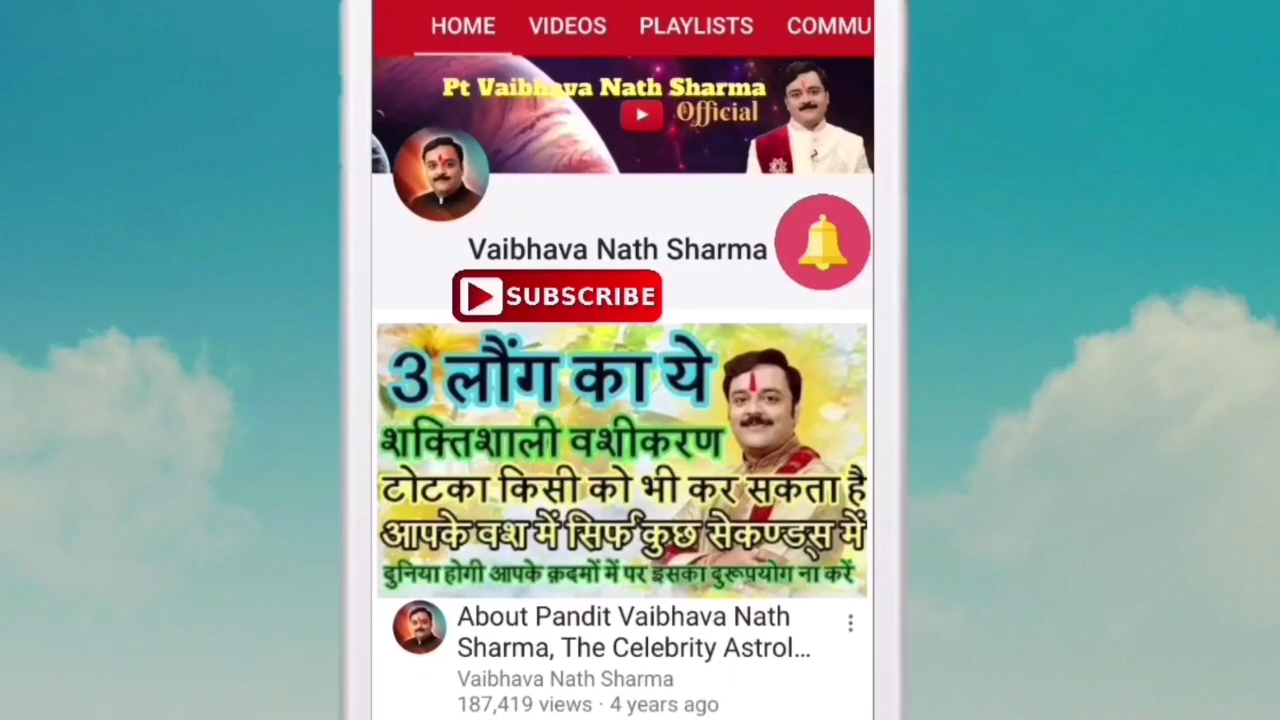 HOME VIDEOS PLAYLISTS COMMU
Pt Vaibhava Nath Sharma
Official
Vaibhava Nath Sharma
SUBSCRIBE
3 लौंग का ये
शक्तिशाली वशीकरण
टोटका किसी को भी कर सकता है
आपके वश में सिर्फ कुछ सेकण्ड्स में
दुनिया होगी आपके क़दमों में पर इसका दुरूपयोग ना करें
About Pandit Vaibhava Nath
Sharma, The Celebrity Astrol...
Vaibhava Nath Sharma
187,419 views · 4 years ago